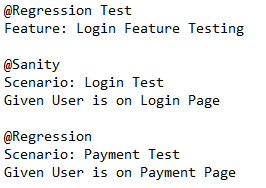 @Regression Test
Feature: Login Feature Testing
@Sanity
Scenario: Login Test
Given User is on Login Page
@Regression
Scenario: Payment Test
Given User is on Payment Page